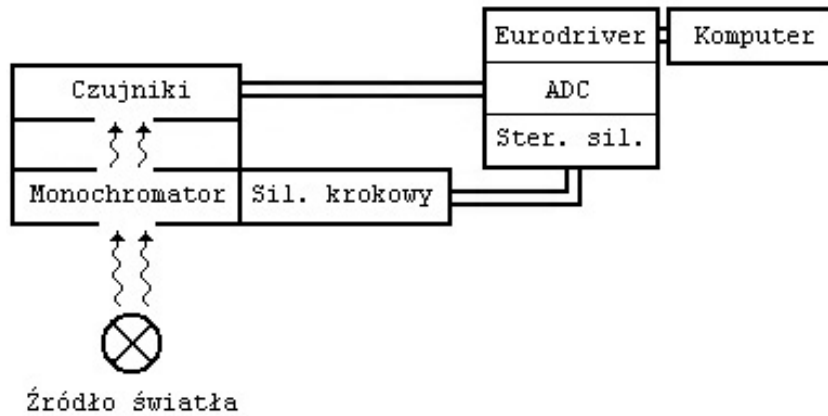 Eurodriver
Komputer
Czujniki
ADC
Ster. sil.
Monochromator
Sil. krokowy
Źródło światła